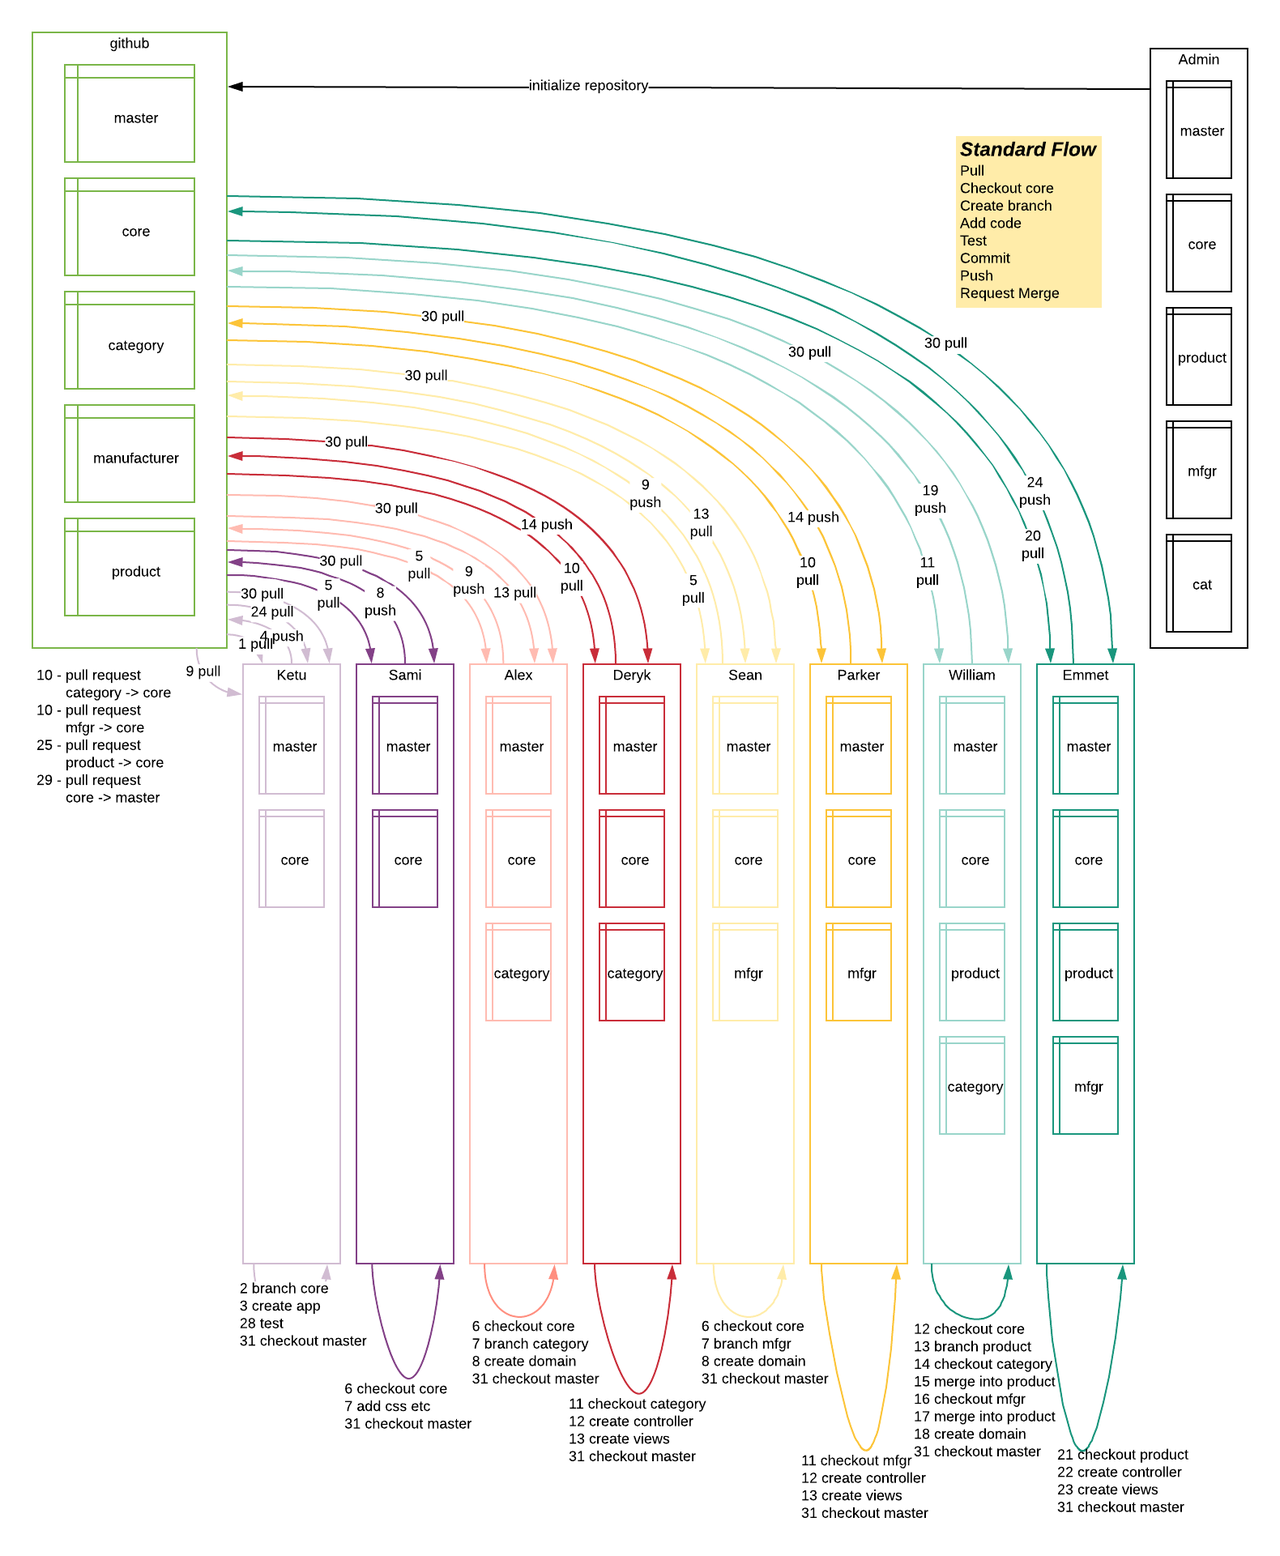 github
master
core
category
manufacturer
product
initialize repository
Admin
master
core
product
mfgr
cat
Standard Flow
Pull
Checkout core
Create branch
Add code
Test
Commit
Push
Request Merge
30 pull
30 pull
30 pull
30 pull
30 pull
30 pull
30 pull
30 pull
24 pull
4 push
1 pull
9 pull
5
pull
8
push
5
pull
9
push
13 pull
14 push
10
pull
9
push
13
pull
5
pull
14 push
10
pull
19
push
11
pull
24
push
20
pull
10 - pull request
category -> core
10 - pull request
mfgr -> core
25 - pull request
product -> core
29 - pull request
core -> master
Ketu
master
core
Sami
master
core
Alex
master
core
category
Deryk
master
core
category
Sean
master
core
mfgr
Parker
master
core
mfgr
William
master
core
product
category
Emmet
master
core
product
mfgr
2 branch core
3 create app
28 test
31 checkout master
6 checkout core
7 add css etc
31 checkout master
6 checkout core
7 branch category
8 create domain
31 checkout master
11 checkout category
12 create controller
13 create views
31 checkout master
6 checkout core
7 branch mfgr
8 create domain
31 checkout master
11 checkout mfgr
12 create controller
13 create views
31 checkout master
12 checkout core
13 branch product
14 checkout category
15 merge into product
16 checkout mfgr
17 merge into product
18 create domain
31 checkout master
21 checkout product
22 create controller
23 create views
31 checkout master